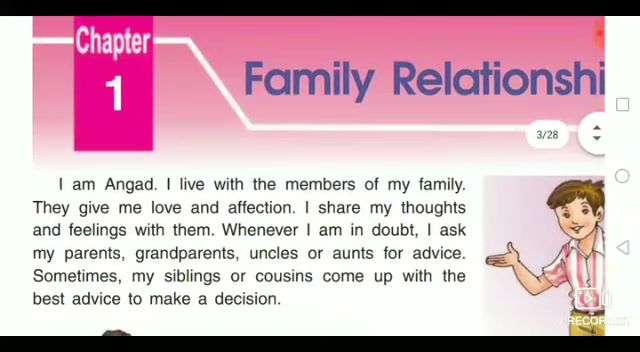 Chapter
1
Family Relationshi
3/28
I am Angad. I live with the members of my family.
They give me love and affection. I share my thoughts
and feelings with them. Whenever I am in doubt, I ask
my parents, grandparents, uncles or aunts for advice.
Sometimes, my siblings or cousins come up with the
best advice to make a decision.
RECORDER